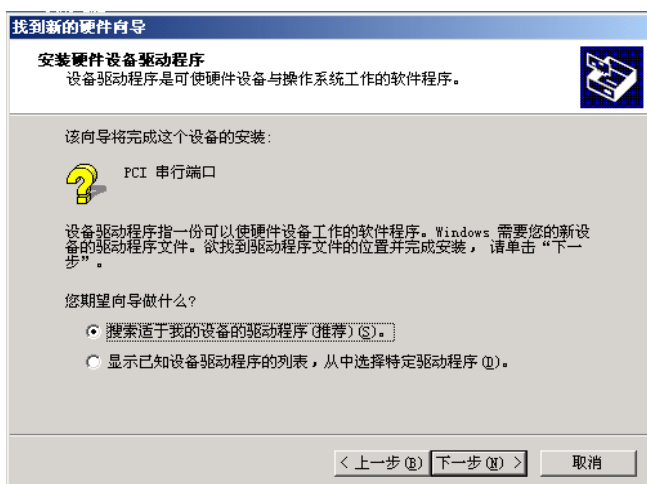 找到新的硬件向导
安装硬件设备驱动程序
设备驱动程序是可使硬件设备与操作系统工作的软件程序。
该向导将完成这个设备的安装:
PCI 串行端口
设备驱动程序指一份可以使硬件设备工作的软件程序。Windows 需要您的新设
备的驱动程序文件。欲找到驱动程序文件的位置并完成安装，请单击“下一
步”。
您期望向导做什么?
搜索适于我的设备的驱动程序(推荐)(S)。
显示已知设备驱动程序的列表，从中选择特定驱动程序(D)。
< 上一步(B) 下一步(N) > 取消